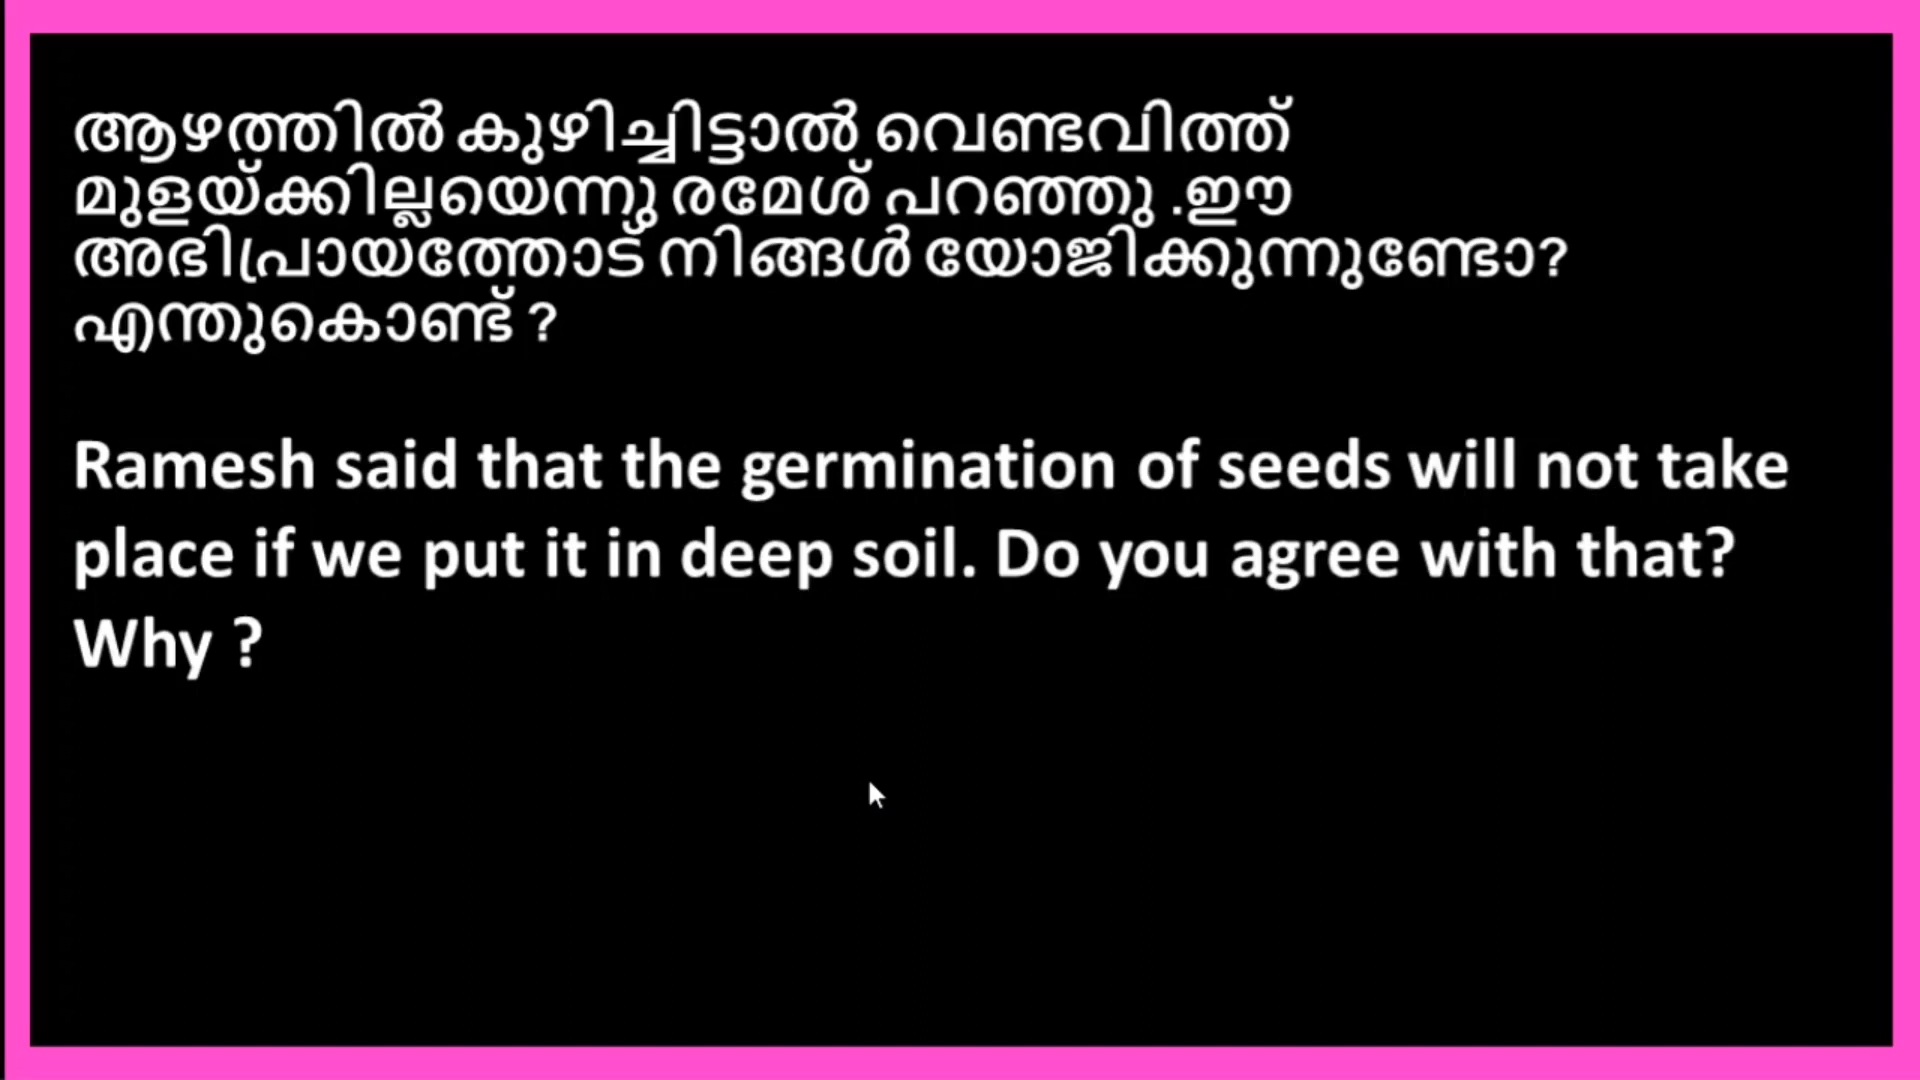 ആഴത്തിൽ കുഴിച്ചിട്ടാൽ വെണ്ടവിത്ത്
മുളയ്ക്കില്ലയെന്നു രമേശ് പറഞ്ഞു .ഈ
അഭിപ്രായത്തോട് നിങ്ങൾ യോജിക്കുന്നുണ്ടോ?
എന്തുകൊണ്ട് ?
Ramesh said that the germination of seeds will not take
place if we put it in deep soil. Do you agree with that?
Why ?